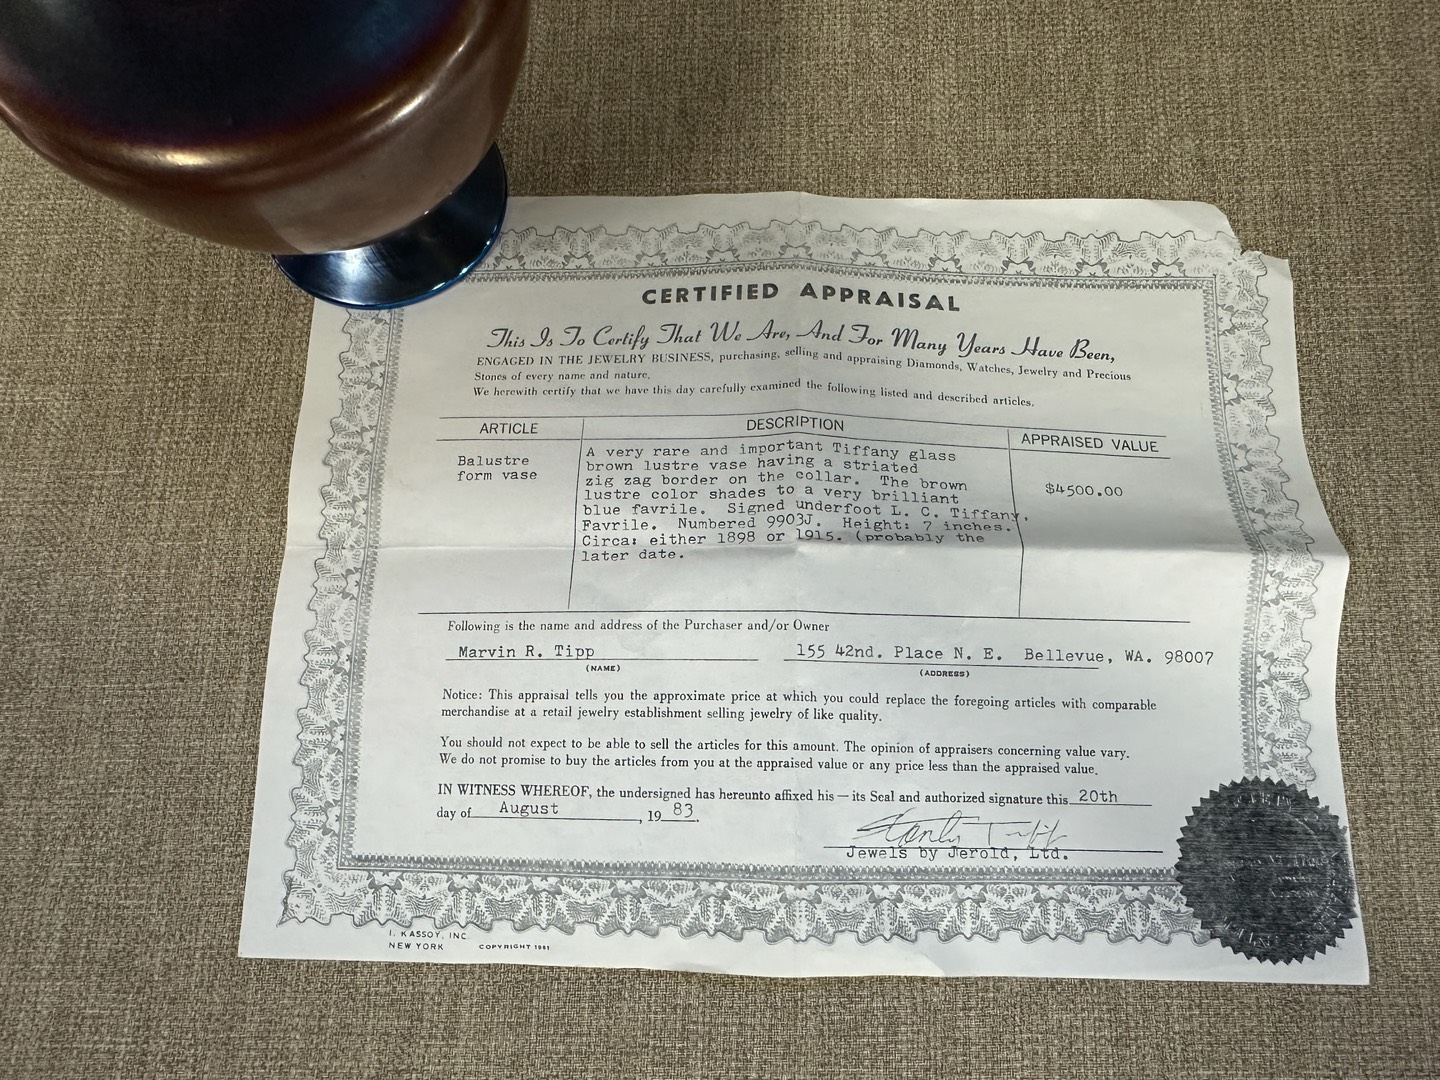 CERTIFIED APPRAISAL
This Is To Certify That We Are, And For Many Years Have Been,
ENGAGED IN THE JEWELRY BUSINESS, purchasing, selling and appraising Diamonds, Watches, Jewelry and Precious
Stones of every name and nature.
We herewith certify that we have this day carefully examined the following listed and described articles.
ARTICLE DESCRIPTION APPRAISED VALUE
Balustre
form vase
A very rare and important Tiffany glass
brown lustre vase having a striated
zig zag border on the collar. The brown
lustre color shades to a very brilliant
blue favrile. Signed underfoot L. C. Tiffany,
Favrile. Numbered 9903J. Height: 7 inches.
Circa: either 1898 or 1915. (probably the
later date.
$4500.00
Following is the name and address of the Purchaser and/or Owner
Marvin R. Tipp 155 42nd. Place N. E. Bellevue, WA. 98007
(NAME) (ADDRESS)
Notice: This appraisal tells you the approximate price at which you could replace the foregoing articles with comparable
merchandise at a retail jewelry establishment selling jewelry of like quality.
You should not expect to be able to sell the articles for this amount. The opinion of appraisers concerning value vary.
We do not promise to buy the articles from you at the appraised value or any price less than the appraised value.
IN WITNESS WHEREOF, the undersigned has hereunto affixed his — its Seal and authorized signature this 20th
day of August, 19 83.
Jewels by Jerold, Ltd.
I. KASSOY, INC.
NEW YORK COPYRIGHT 1981